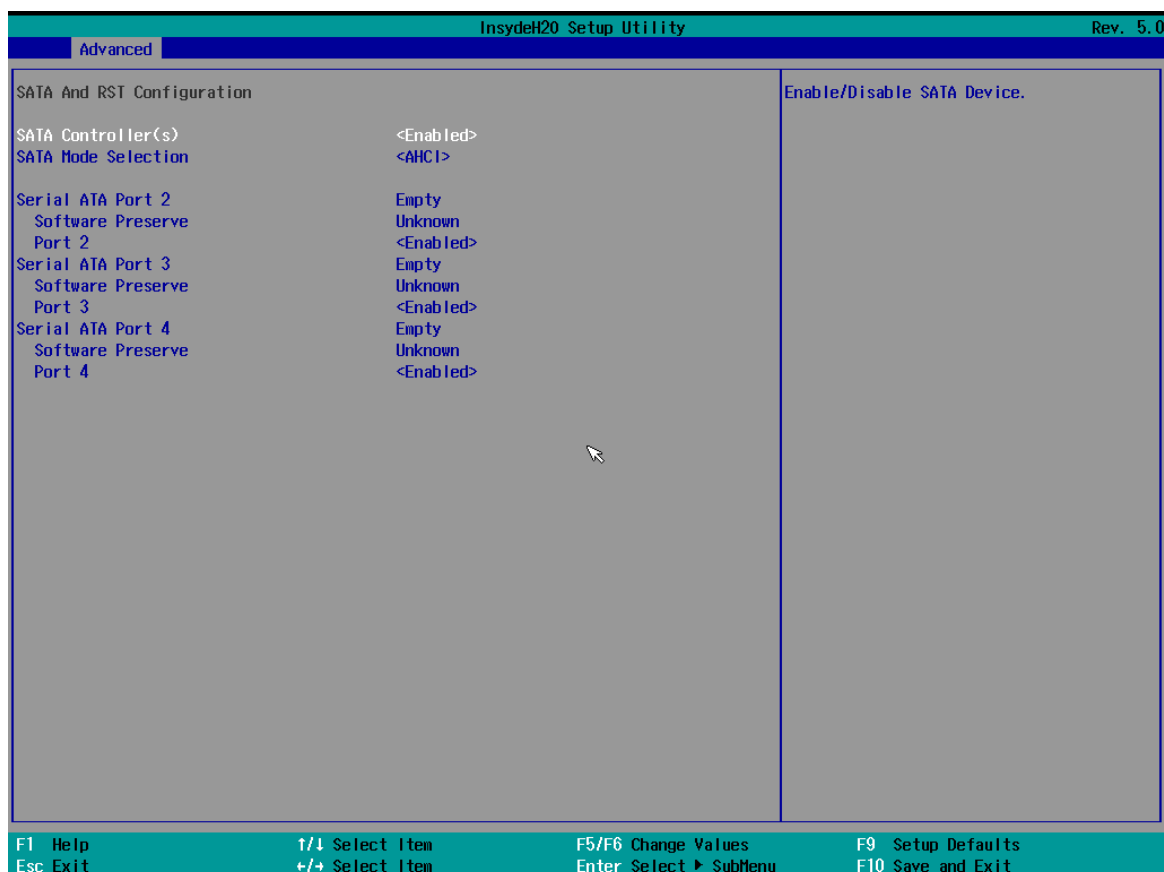 InsydeH20 Setup Utility Rev. 5.0
Advanced
SATA And RST Configuration
Enable/Disable SATA Device.
SATA Controller(s) <Enabled>
SATA Mode Selection <AHCI>
Serial ATA Port 2 Empty
Software Preserve Unknown
Port 2 <Enabled>
Serial ATA Port 3 Empty
Software Preserve Unknown
Port 3 <Enabled>
Serial ATA Port 4 Empty
Software Preserve Unknown
Port 4 <Enabled>
F1 Help ↑/↓ Select Item F5/F6 Change Values F9 Setup Defaults
Esc Exit ←/→ Select Item Enter Select ▶ SubMenu F10 Save and Exit